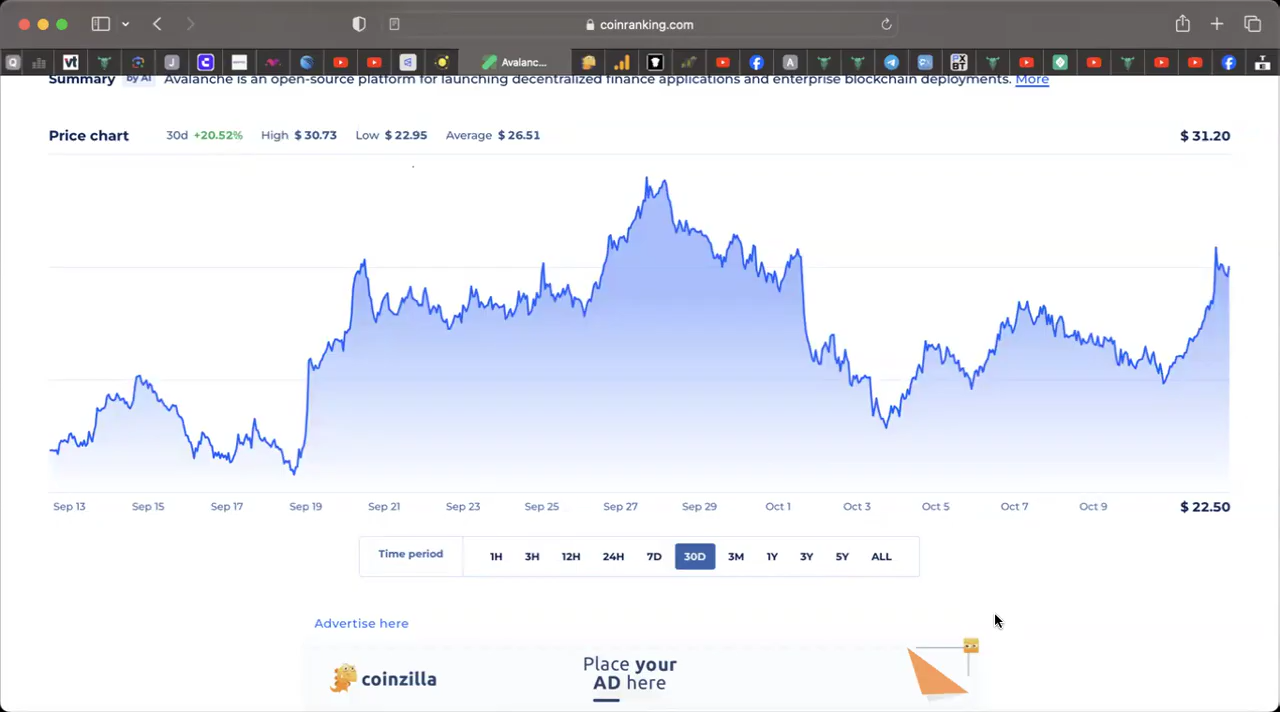 coinranking.com
vt
Avalanc...
PX
BT
Summary by AI Avalanche is an open-source platform for launching decentralized finance applications and enterprise blockchain deployments. More
Price chart 30d +20.52% High $ 30.73 Low $ 22.95 Average $ 26.51 $ 31.20
Sep 13 Sep 15 Sep 17 Sep 19 Sep 21 Sep 23 Sep 25 Sep 27 Sep 29 Oct 1 Oct 3 Oct 5 Oct 7 Oct 9 $ 22.50
Time period 1H 3H 12H 24H 7D 30D 3M 1Y 3Y 5Y ALL
Advertise here
coinzilla
Place your
AD here